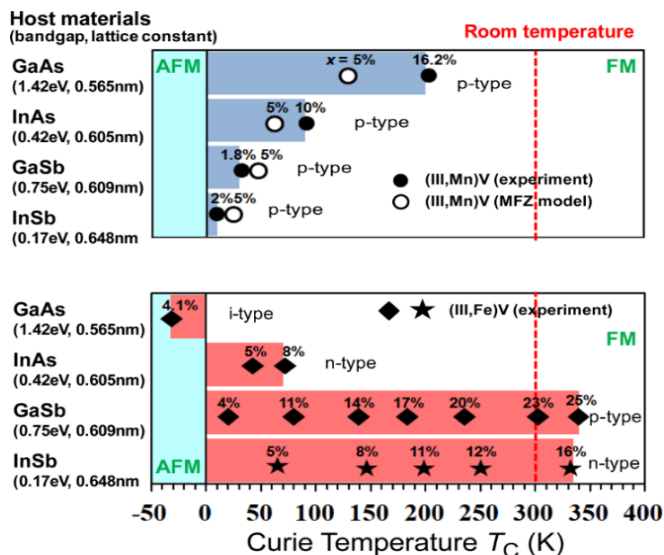 Host materials
(bandgap, lattice constant)
Room temperature
AFM
FM
GaAs
(1.42eV, 0.565nm)
x = 5%
16.2%
p-type
InAs
(0.42eV, 0.605nm)
5%
10%
p-type
GaSb
(0.75eV, 0.609nm)
1.8%
5%
p-type
(III,Mn)V (experiment)
(III,Mn)V (MFZ model)
InSb
(0.17eV, 0.648nm
2%
5%
p-type
GaAs
(1.42eV, 0.565nm)
4.1%
i-type
(III,Fe)V (experiment)
FM
InAs
(0.42eV, 0.605nm)
5%
8%
n-type
GaSb
(0.75eV, 0.609nm)
4%
11%
14%
17%
20%
23%
25%
p-type
InSb
(0.17eV, 0.648nm
AFM
5%
8%
11%
12%
16%
n-type
-50 0 50 100 150 200 250 300 350 400
Curie Temperature TC (K)